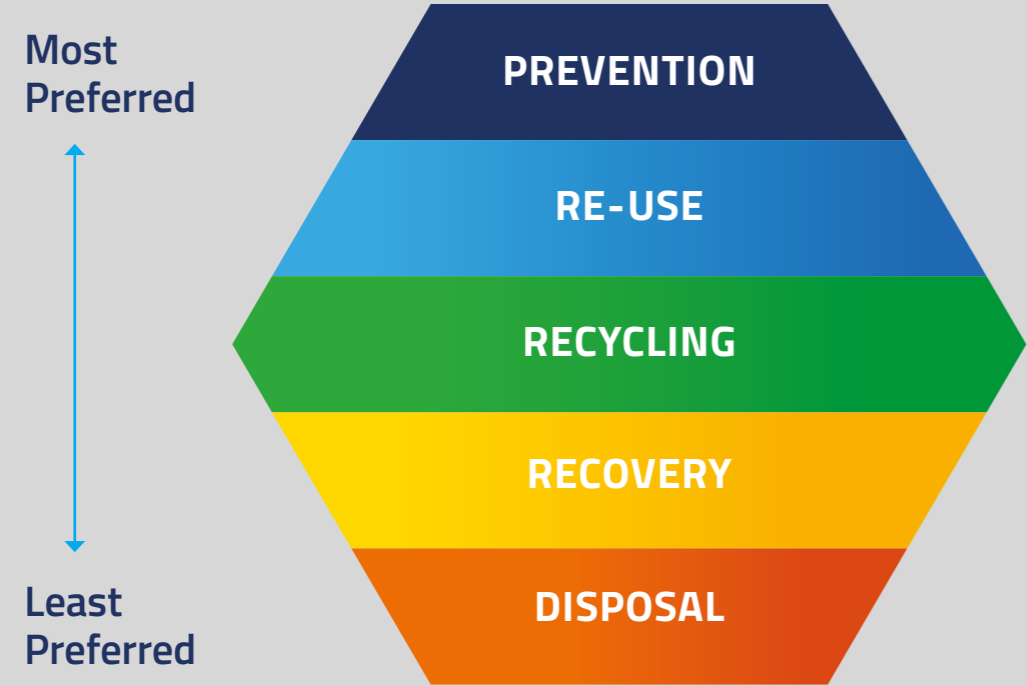 Most
Preferred
PREVENTION
RE-USE
RECYCLING
RECOVERY
DISPOSAL
Least
Preferred